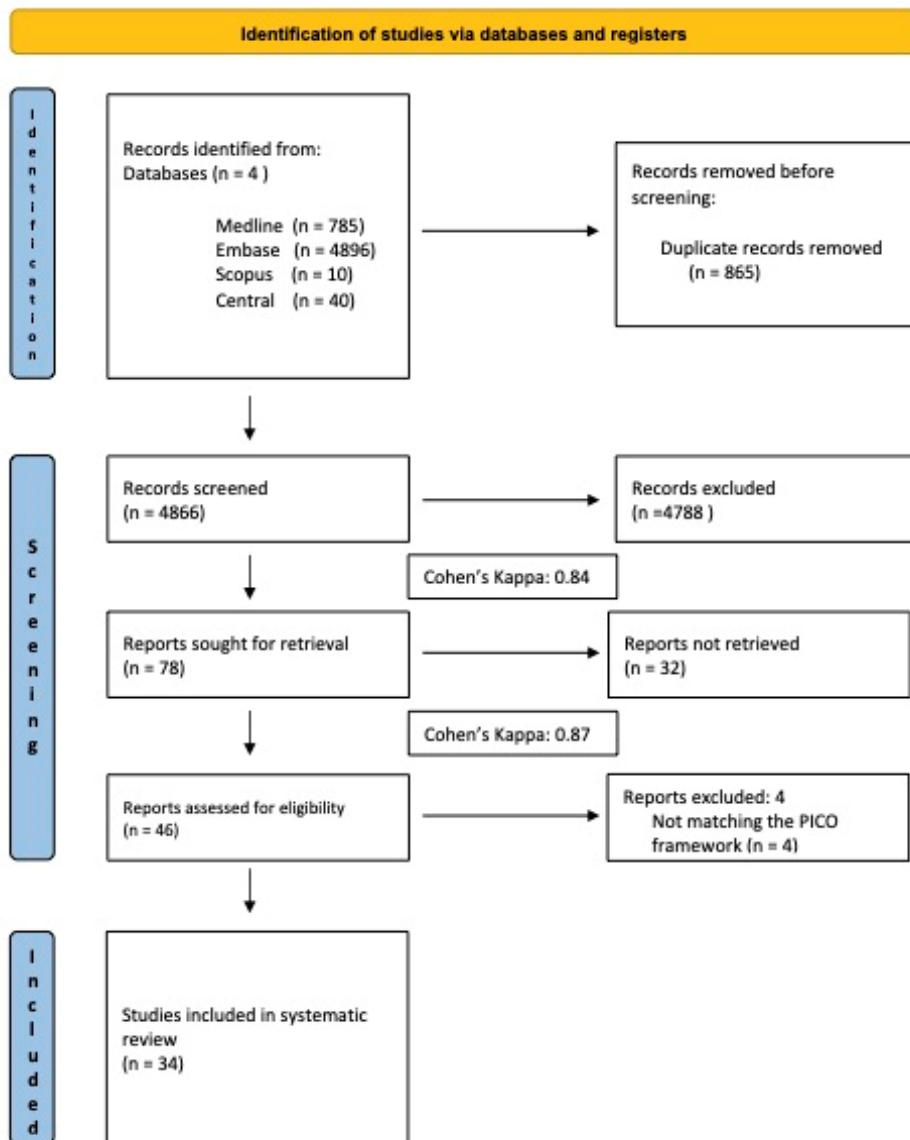 Identification of studies via databases and registers
Identification
Records identified from:
Databases (n = 4 )
Medline (n = 785)
Embase (n = 4896)
Scopus (n = 10)
Central (n = 40)
Records removed before
screening:
Duplicate records removed
(n = 865)
Screening
Records screened
(n = 4866)
Records excluded
(n =4788 )
Cohen's Kappa: 0.84
Reports sought for retrieval
(n = 78)
Reports not retrieved
(n = 32)
Cohen's Kappa: 0.87
Reports assessed for eligibility
(n = 46)
Reports excluded: 4
Not matching the PICO
framework (n = 4)
Included
Studies included in systematic
review
(n = 34)